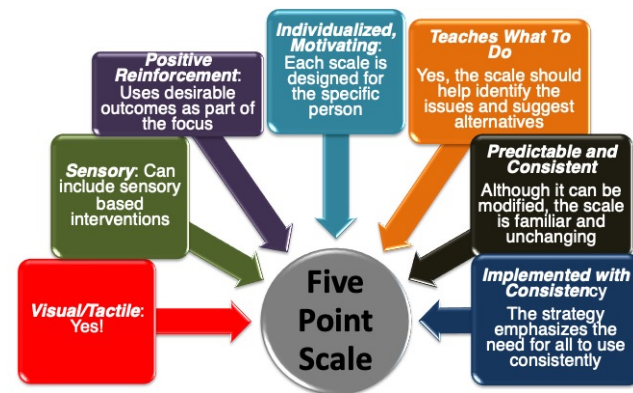 Visual/Tactile:
Yes!
Sensory: Can
include sensory
based
interventions
Positive
Reinforcement:
Uses desirable
outcomes as part of
the focus
Individualized,
Motivating:
Each scale is
designed for
the specific
person
Teaches What To
Do
Yes, the scale should
help identify the
issues and suggest
alternatives
Predictable and
Consistent
Although it can be
modified, the scale
is familiar and
unchanging
Implemented with
Consistency
The strategy
emphasizes the
need for all to use
consistently
Five
Point
Scale